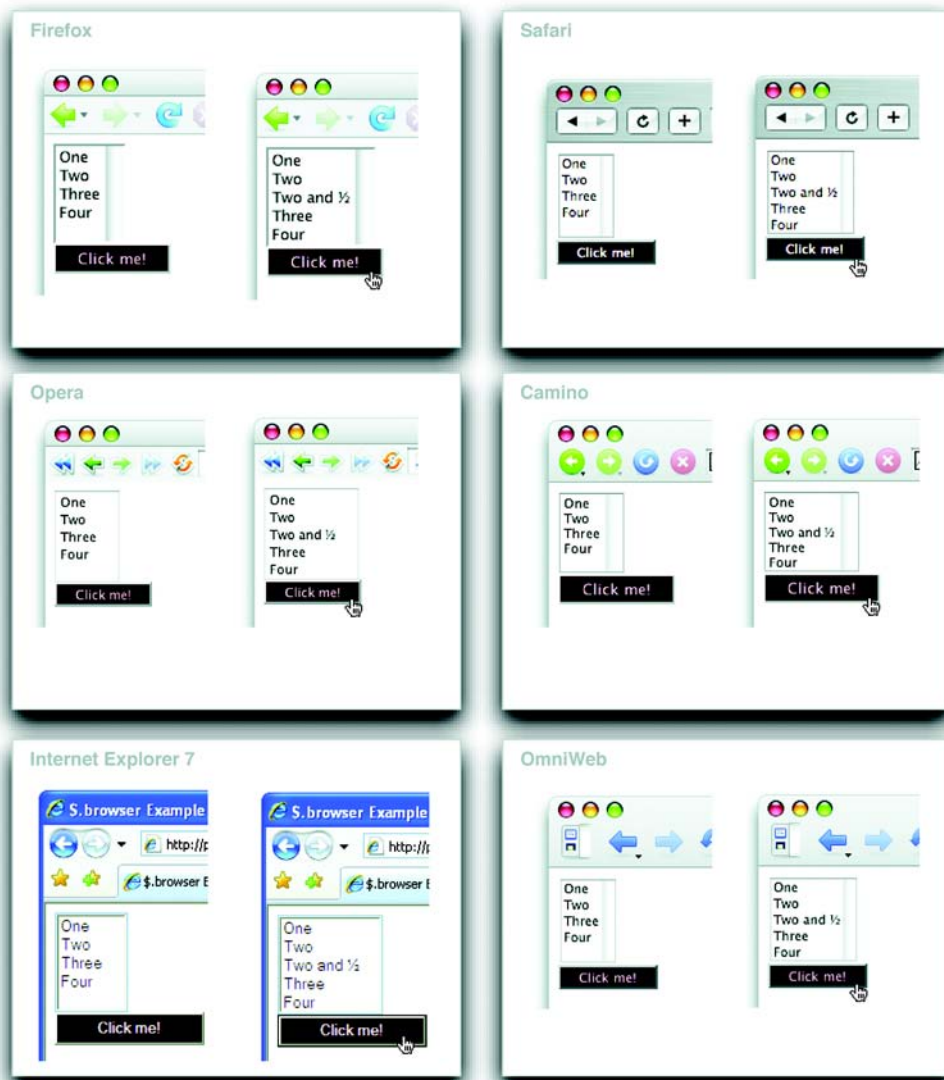 Firefox
One
Two
Three
Four
Click me!
One
Two
Two and ½
Three
Four
Click me!
Safari
One
Two
Three
Four
Click me!
One
Two
Two and ½
Three
Four
Click me!
Opera
One
Two
Three
Four
Click me!
One
Two
Two and ½
Three
Four
Click me!
Camino
One
Two
Three
Four
Click me!
One
Two
Two and ½
Three
Four
Click me!
Internet Explorer 7
$.browser Example
http://p
$.browser E
One
Two
Three
Four
Click me!
$.browser Example
http://p
$.browser E
One
Two
Two and ½
Three
Four
Click me!
OmniWeb
One
Two
Three
Four
Click me!
One
Two
Two and ½
Three
Four
Click me!